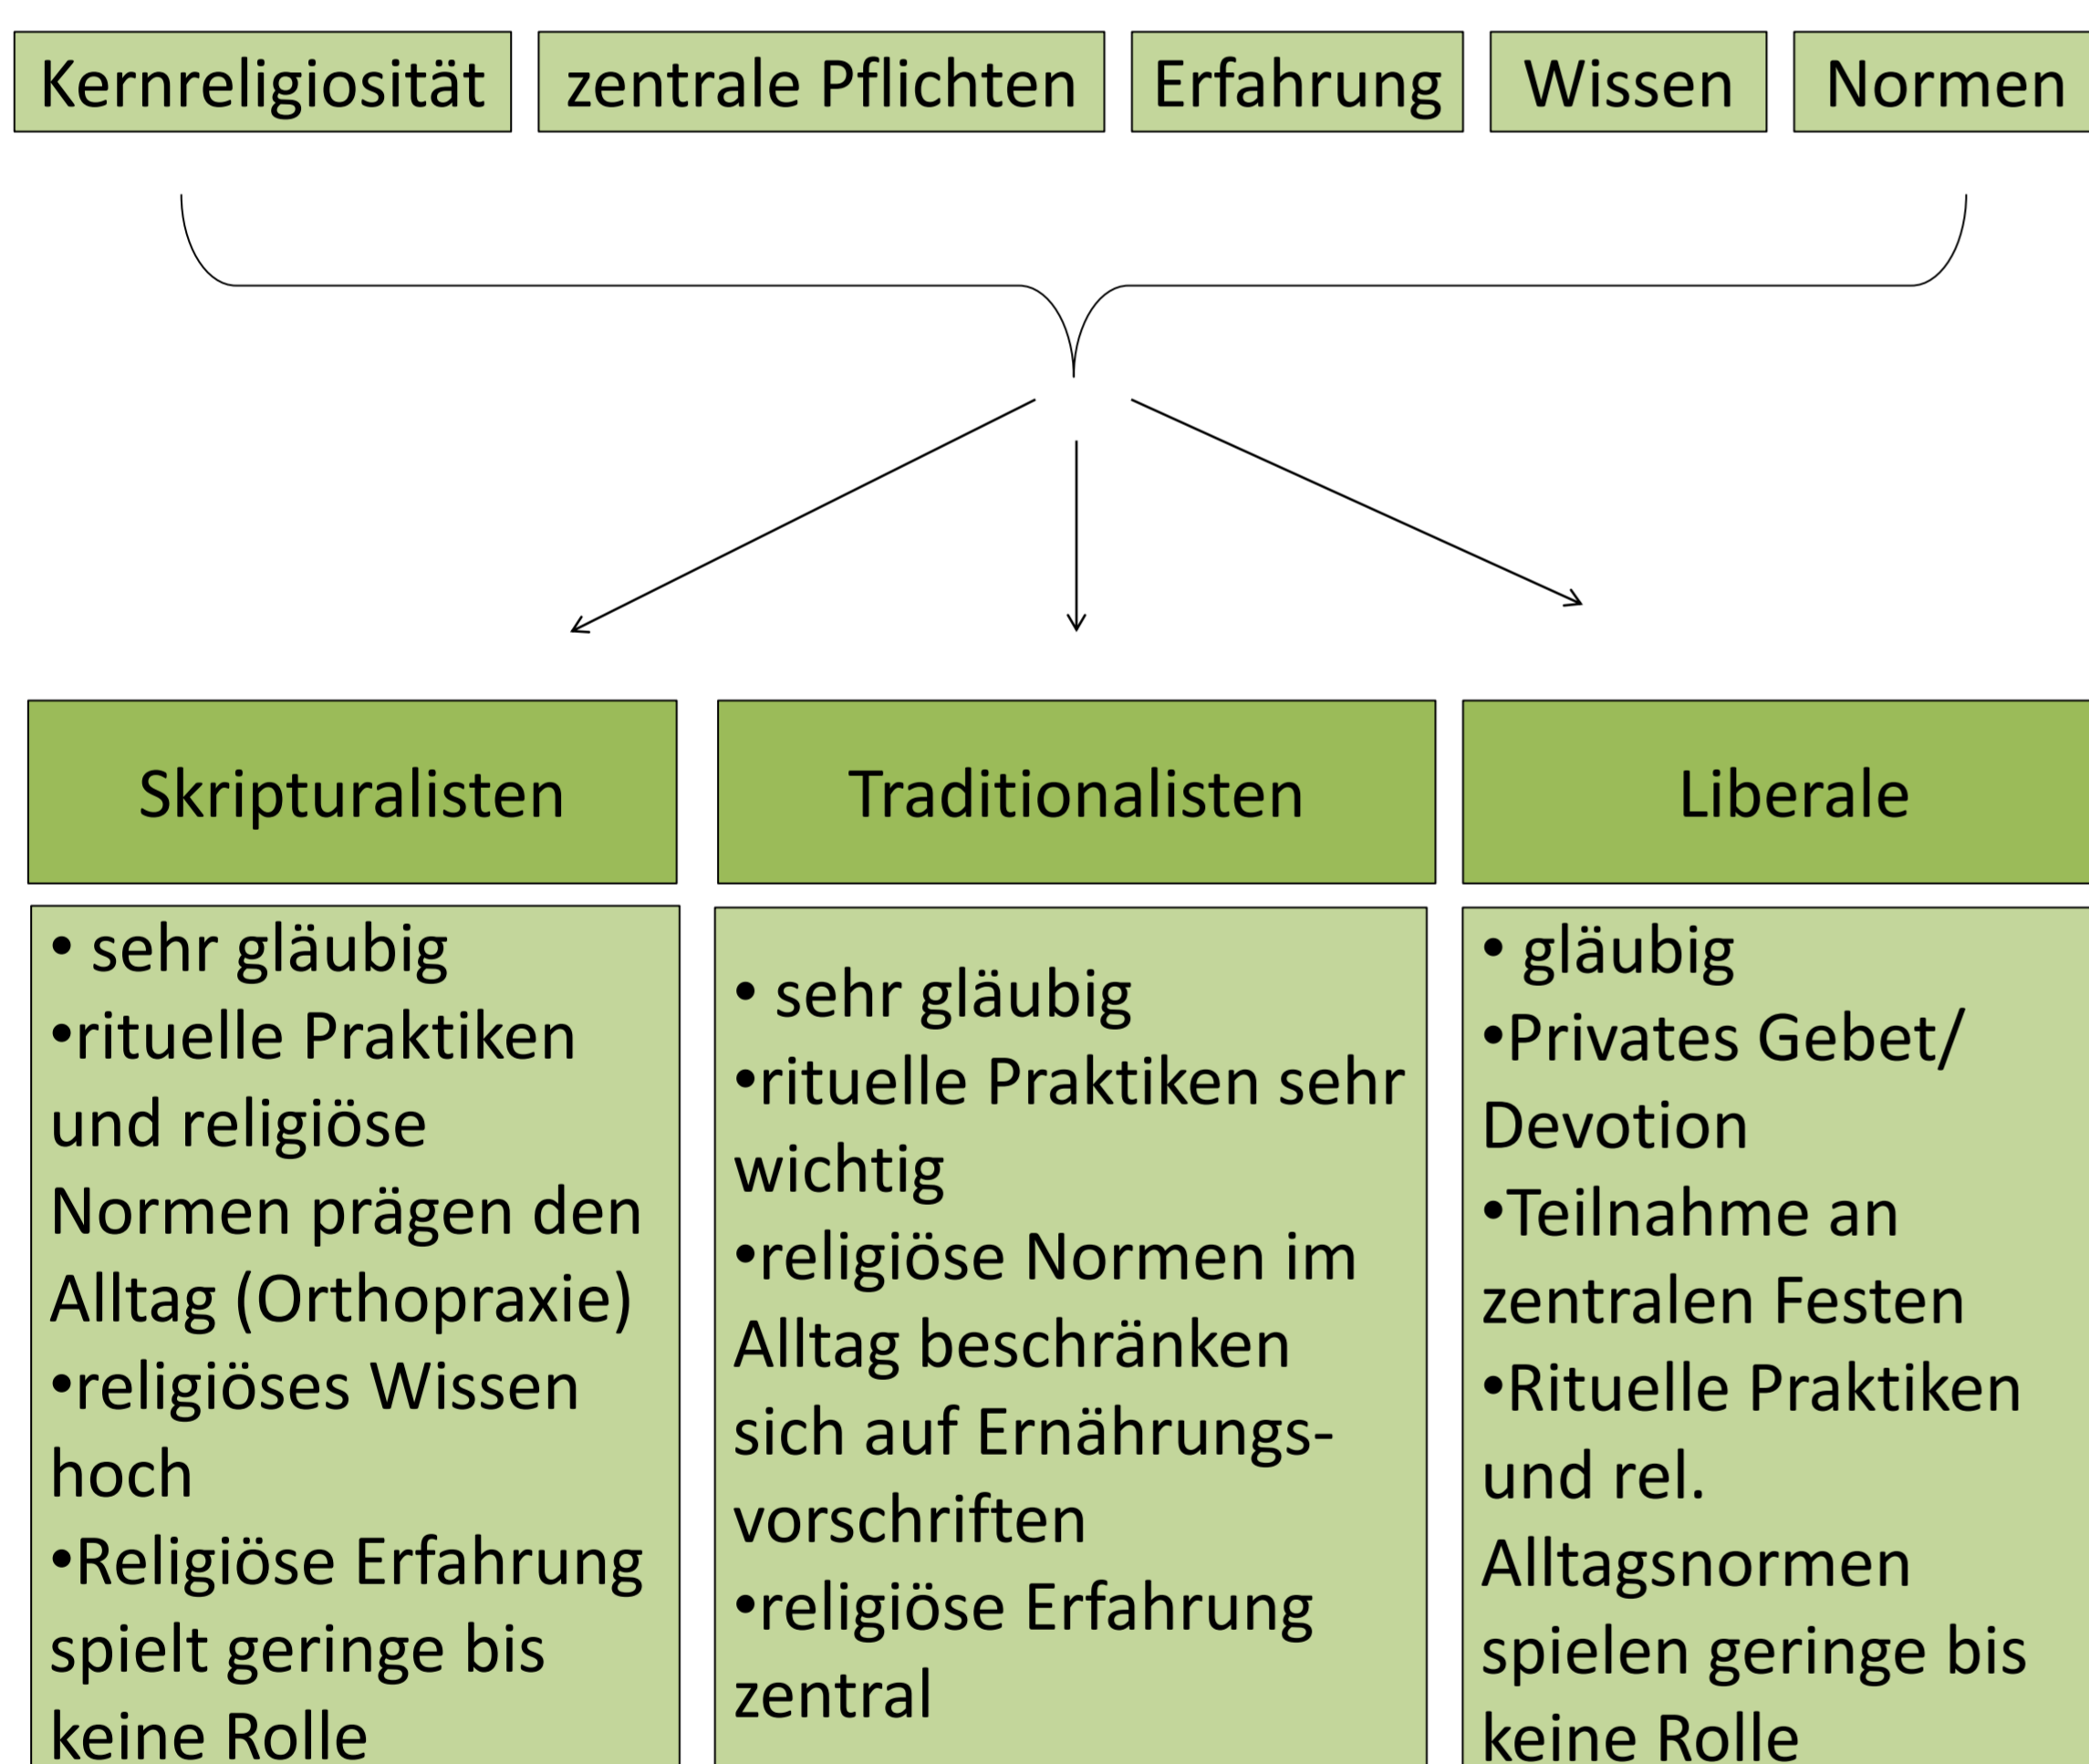 Kernreligiosität
zentrale Pflichten
Erfahrung
Wissen
Normen
Skripturalisten
Traditionalisten
Liberale
• sehr gläubig
•rituelle Praktiken
und religiöse
Normen prägen den
Alltag (Orthopraxie)
•religiöses Wissen
hoch
•Religiöse Erfahrung
spielt geringe bis
keine Rolle
• sehr gläubig
•rituelle Praktiken sehr
wichtig
•religiöse Normen im
Alltag beschränken
sich auf Ernährungs-
vorschriften
•religiöse Erfahrung
zentral
• gläubig
•Privates Gebet/
Devotion
•Teilnahme an
zentralen Festen
•Rituelle Praktiken
und rel.
Alltagsnormen
spielen geringe bis
keine Rolle